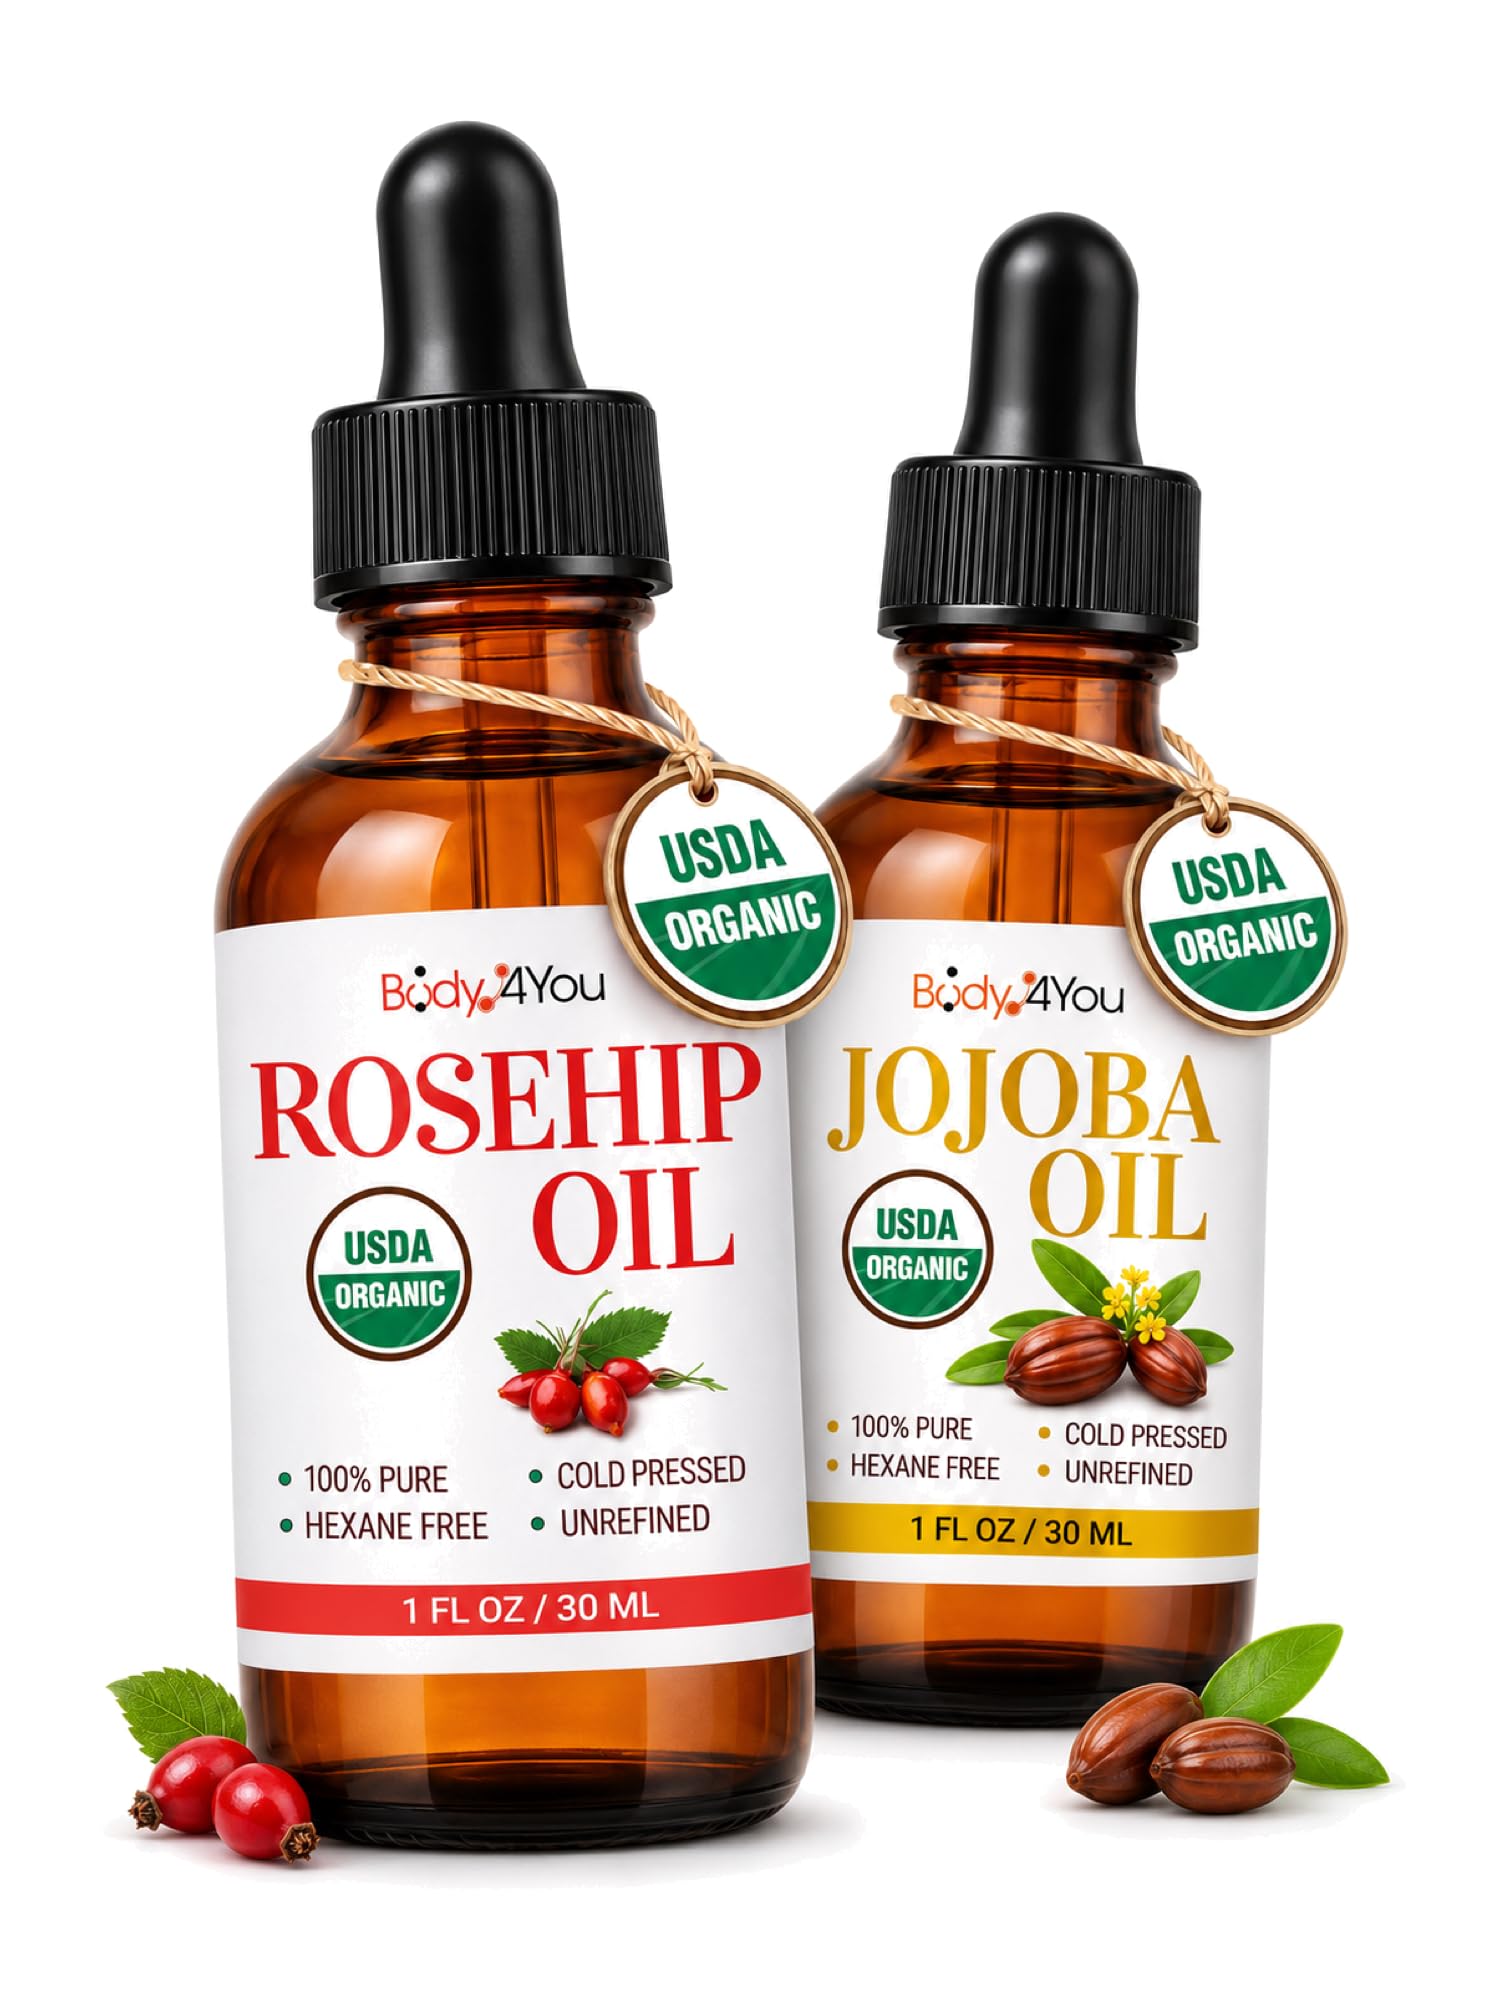 USDA
ORGANIC
Body4You
ROSEHIP
OIL
USDA
ORGANIC
• 100% PURE
• HEXANE FREE
• COLD PRESSED
• UNREFINED
1 FL OZ / 30 ML
USDA
ORGANIC
Body4You
JOJOBA
OIL
USDA
ORGANIC
• 100% PURE
• HEXANE FREE
• COLD PRESSED
• UNREFINED
1 FL OZ / 30 ML